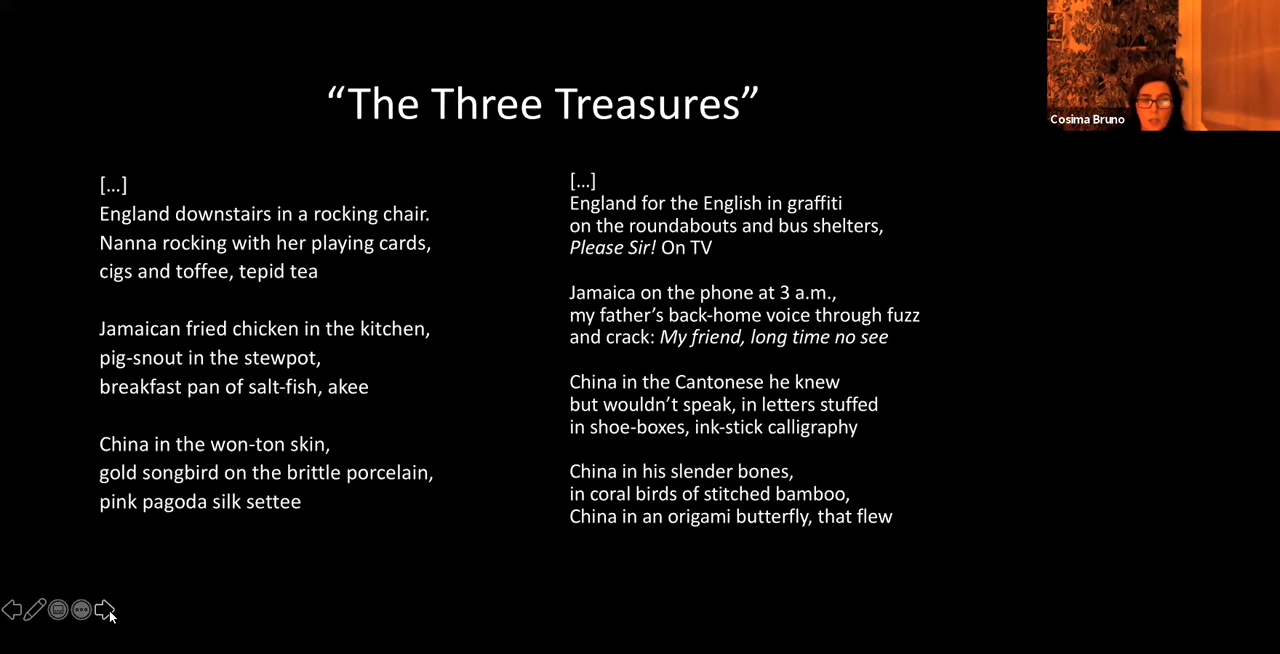 “The Three Treasures”
Cosima Bruno
[...]
England downstairs in a rocking chair.
Nanna rocking with her playing cards,
cigs and toffee, tepid tea
Jamaican fried chicken in the kitchen,
pig-snout in the stewpot,
breakfast pan of salt-fish, akee
China in the won-ton skin,
gold songbird on the brittle porcelain,
pink pagoda silk settee
[...]
England for the English in graffiti
on the roundabouts and bus shelters,
Please Sir! On TV
Jamaica on the phone at 3 a.m.,
my father’s back-home voice through fuzz
and crack: My friend, long time no see
China in the Cantonese he knew
but wouldn’t speak, in letters stuffed
in shoe-boxes, ink-stick calligraphy
China in his slender bones,
in coral birds of stitched bamboo,
China in an origami butterfly, that flew